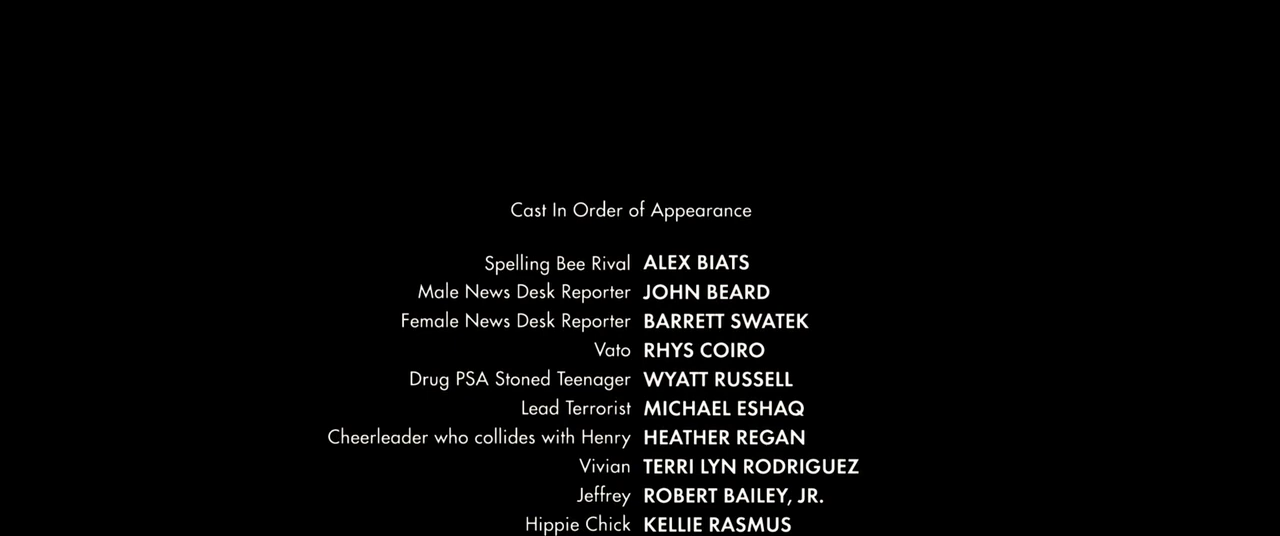 Cast In Order of Appearance
Spelling Bee Rival ALEX BIATS
Male News Desk Reporter JOHN BEARD
Female News Desk Reporter BARRETT SWATEK
Vato RHYS COIRO
Drug PSA Stoned Teenager WYATT RUSSELL
Lead Terrorist MICHAEL ESHAQ
Cheerleader who collides with Henry HEATHER REGAN
Vivian TERRI LYN RODRIGUEZ
Jeffrey ROBERT BAILEY, JR.
Hippie Chick KELLIE RASMUS